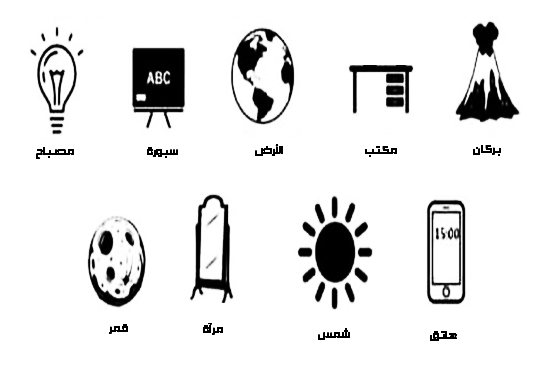 ABC
بركان مكتب الأرض سبورة مصباح
15:00
هاتف شمس مرآة قمر